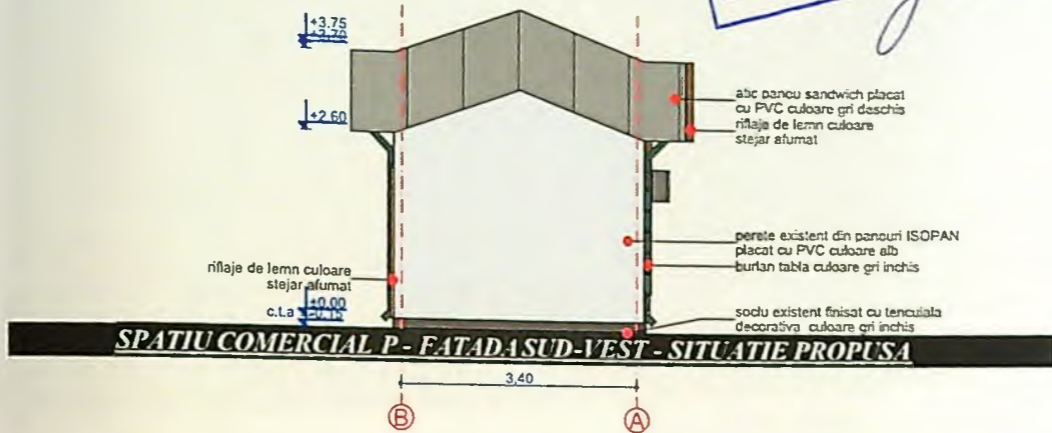 +3.75
+3.70
+2.60
atic panou sandwich placat
cu PVC culoare gri deschis
riflaje de lemn culoare
stejar afumat
perete existent din panouri ISOPAN
placat cu PVC culoare alb
burlan tabla culoare gri inchis
riflaje de lemn culoare
stejar afumat
±0.00
c.t.a -0.15
soclu existent finisat cu tencuiala
decorativa culoare gri inchis
SPATIU COMERCIAL P - FATADA SUD-VEST - SITUATIE PROPUSA
3,40
B A